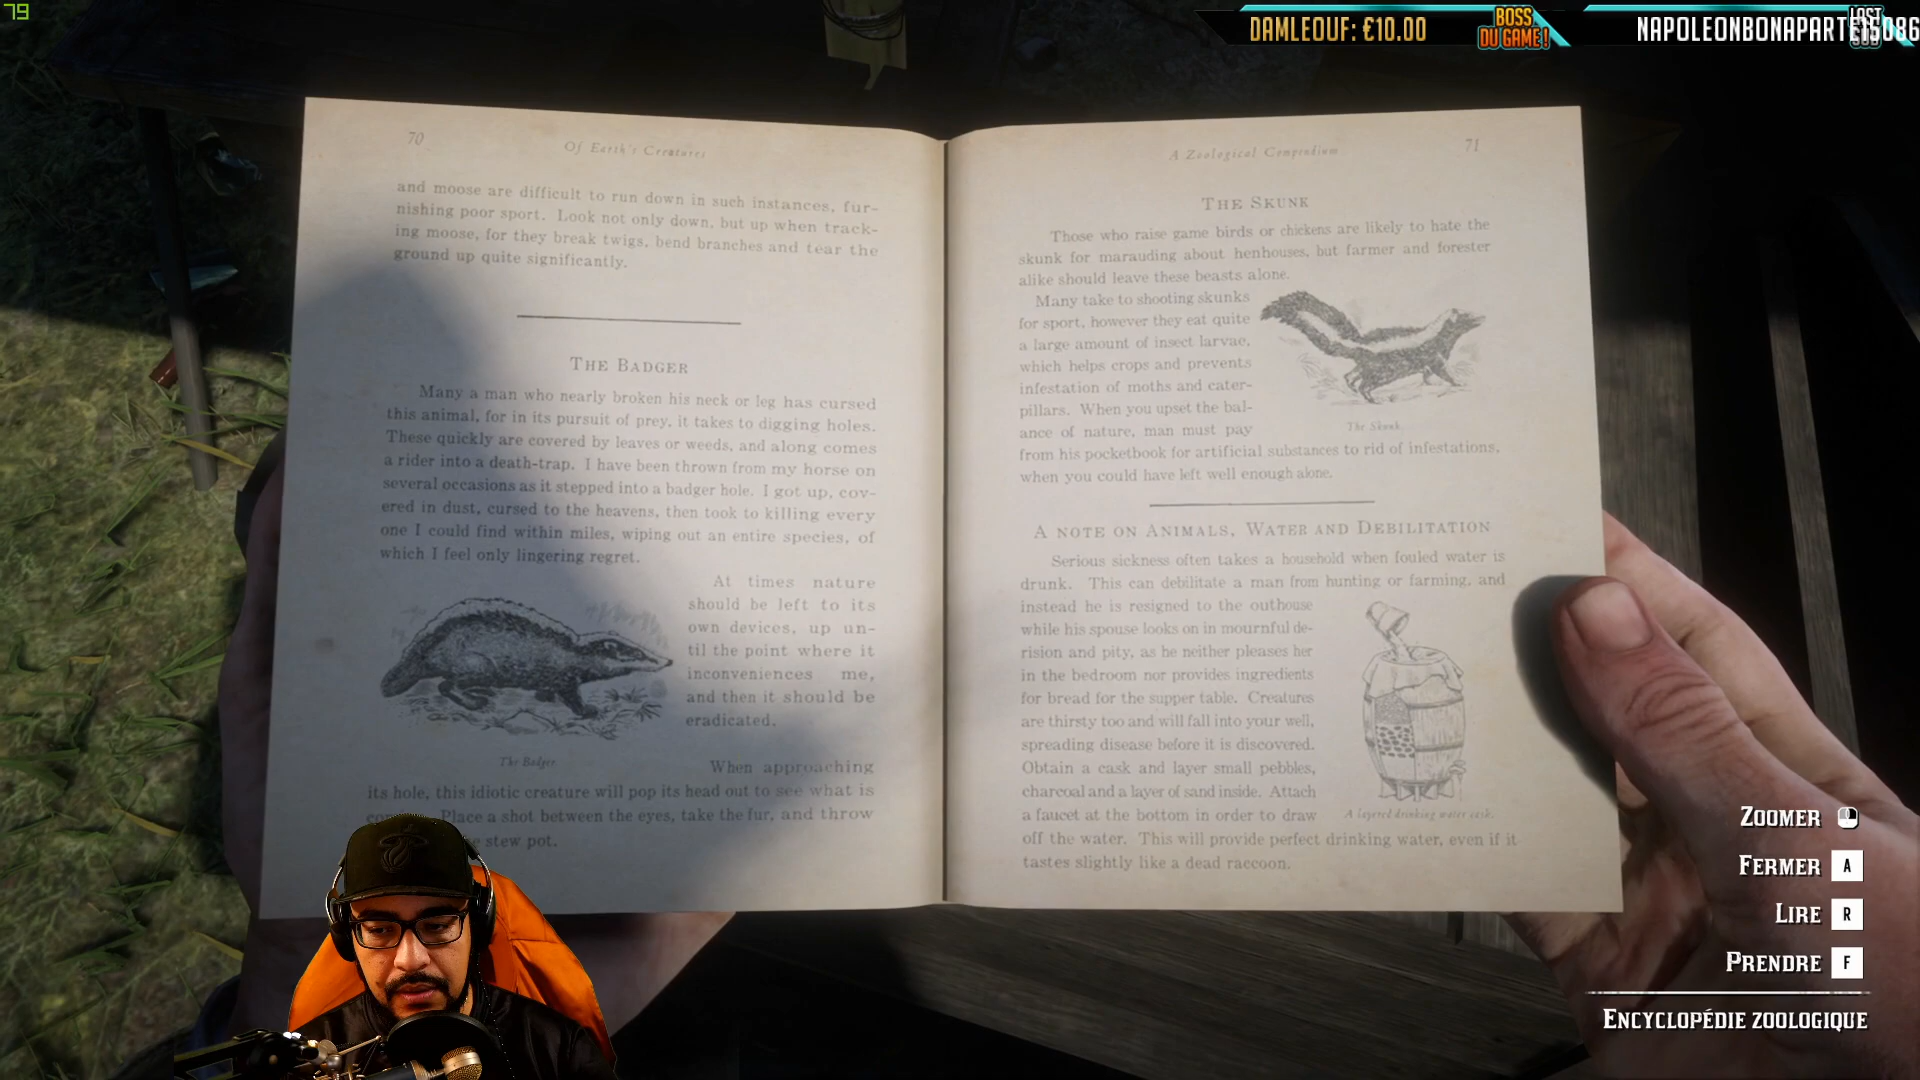 79
DAMLEOUF: €10.00
BOSS
DU GAME!
NAPOLEONBONAPARTE15086
LAST
SUB
70
Of Earth's Creatures
and moose are difficult to run down in such instances, fur-
nishing poor sport. Look not only down, but up when track-
ing moose, for they break twigs, bend branches and tear the
ground up quite significantly.
THE BADGER
Many a man who nearly broken his neck or leg has cursed
this animal, for in its pursuit of prey, it takes to digging holes.
These quickly are covered by leaves or weeds, and along comes
a rider into a death-trap. I have been thrown from my horse on
several occasions as it stepped into a badger hole. I got up, cov-
ered in dust, cursed to the heavens, then took to killing every
one I could find within miles, wiping out an entire species, of
which I feel only lingering regret.
At times nature
should be left to its
own devices, up un-
til the point where it
inconveniences me,
and then it should be
eradicated.
The Badger
When approaching
its hole, this idiotic creature will pop its head out to see what is
Place a shot between the eyes, take the fur, and throw
stew pot.
A Zoological Compendium
71
THE SKUNK
Those who raise game birds or chickens are likely to hate the
skunk for marauding about henhouses, but farmer and forester
alike should leave these beasts alone.
Many take to shooting skunks
for sport, however they eat quite
a large amount of insect larvae,
which helps crops and prevents
infestation of moths and cater-
pillars. When you upset the bal-
ance of nature, man must pay
The Skunk
from his pocketbook for artificial substances to rid of infestations,
when you could have left well enough alone.
A NOTE ON ANIMALS, WATER AND DEBILITATION
Serious sickness often takes a household when fouled water is
drunk. This can debilitate a man from hunting or farming, and
instead he is resigned to the outhouse
while his spouse looks on in mournful de-
rision and pity, as he neither pleases her
in the bedroom nor provides ingredients
for bread for the supper table. Creatures
are thirsty too and will fall into your well,
spreading disease before it is discovered.
Obtain a cask and layer small pebbles,
charcoal and a layer of sand inside. Attach
a faucet at the bottom in order to draw
A layered drinking water cask.
off the water. This will provide perfect drinking water, even if it
tastes slightly like a dead raccoon.
ZOOMER
FERMER A
LIRE R
PRENDRE F
ENCYCLOPÉDIE ZOOLOGIQUE